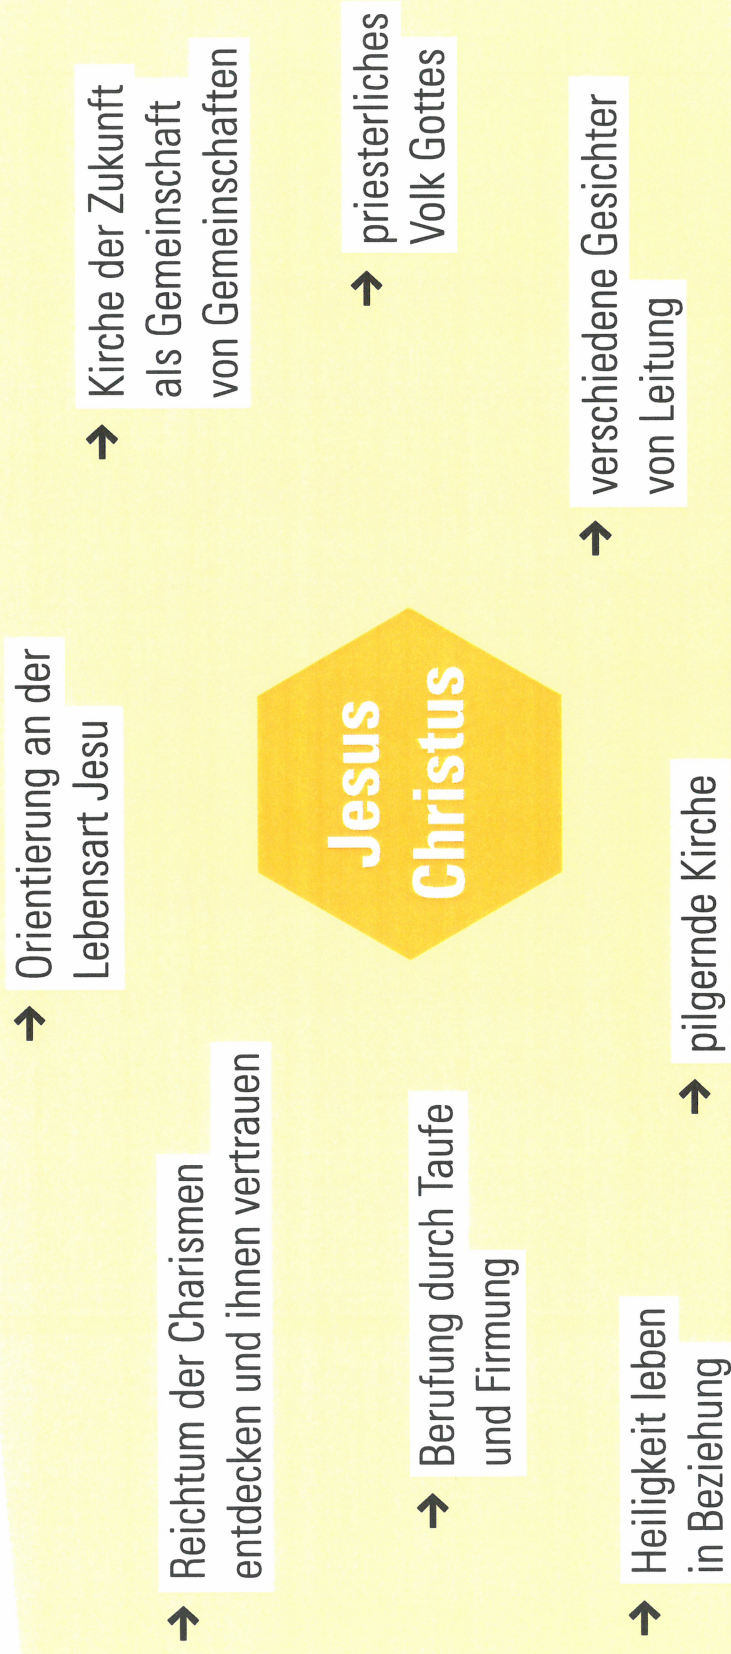 → Orientierung an der
Lebensart Jesu
→ Kirche der Zukunft
als Gemeinschaft
von Gemeinschaften
→ Reichtum der Charismen
entdecken und ihnen vertrauen
→ priesterliches
Volk Gottes
Jesus
Christus
→ Berufung durch Taufe
und Firmung
→ verschiedene Gesichter
von Leitung
→ Heiligkeit leben
in Beziehung
→ pilgernde Kirche